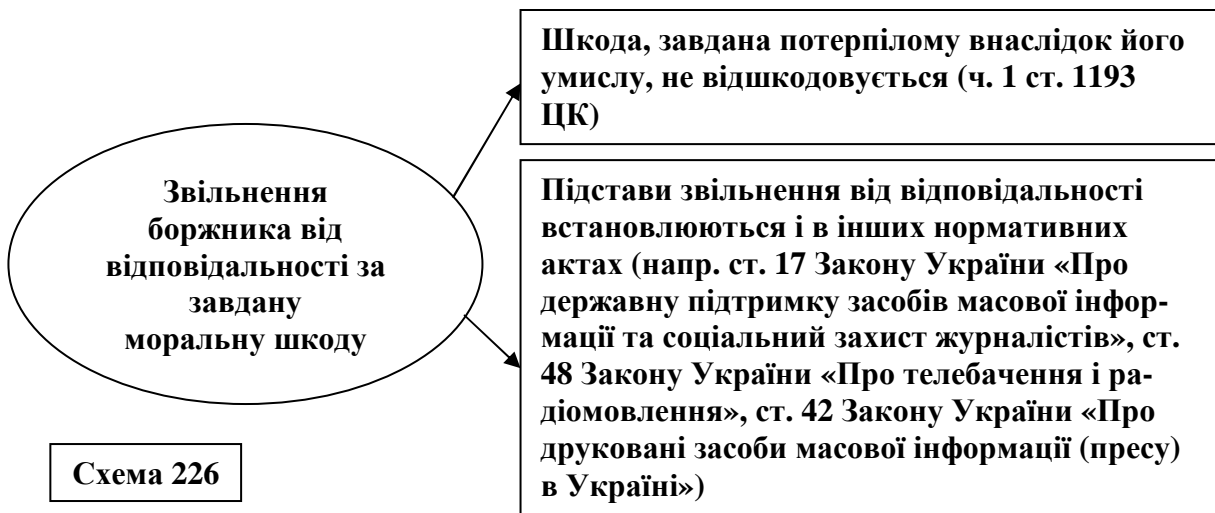 Шкода, завдана потерпілому внаслідок його
умислу, не відшкодовується (ч. 1 ст. 1193
ЦК)
Звільнення
боржника від
відповідальності за
завдану
моральну шкоду
Підстави звільнення від відповідальності
встановлюються і в інших нормативних
актах (напр. ст. 17 Закону України «Про
державну підтримку засобів масової інфор-
мації та соціальний захист журналістів», ст.
48 Закону України «Про телебачення і ра-
діомовлення», ст. 42 Закону України «Про
друковані засоби масової інформації (пресу)
в Україні»)
Схема 226